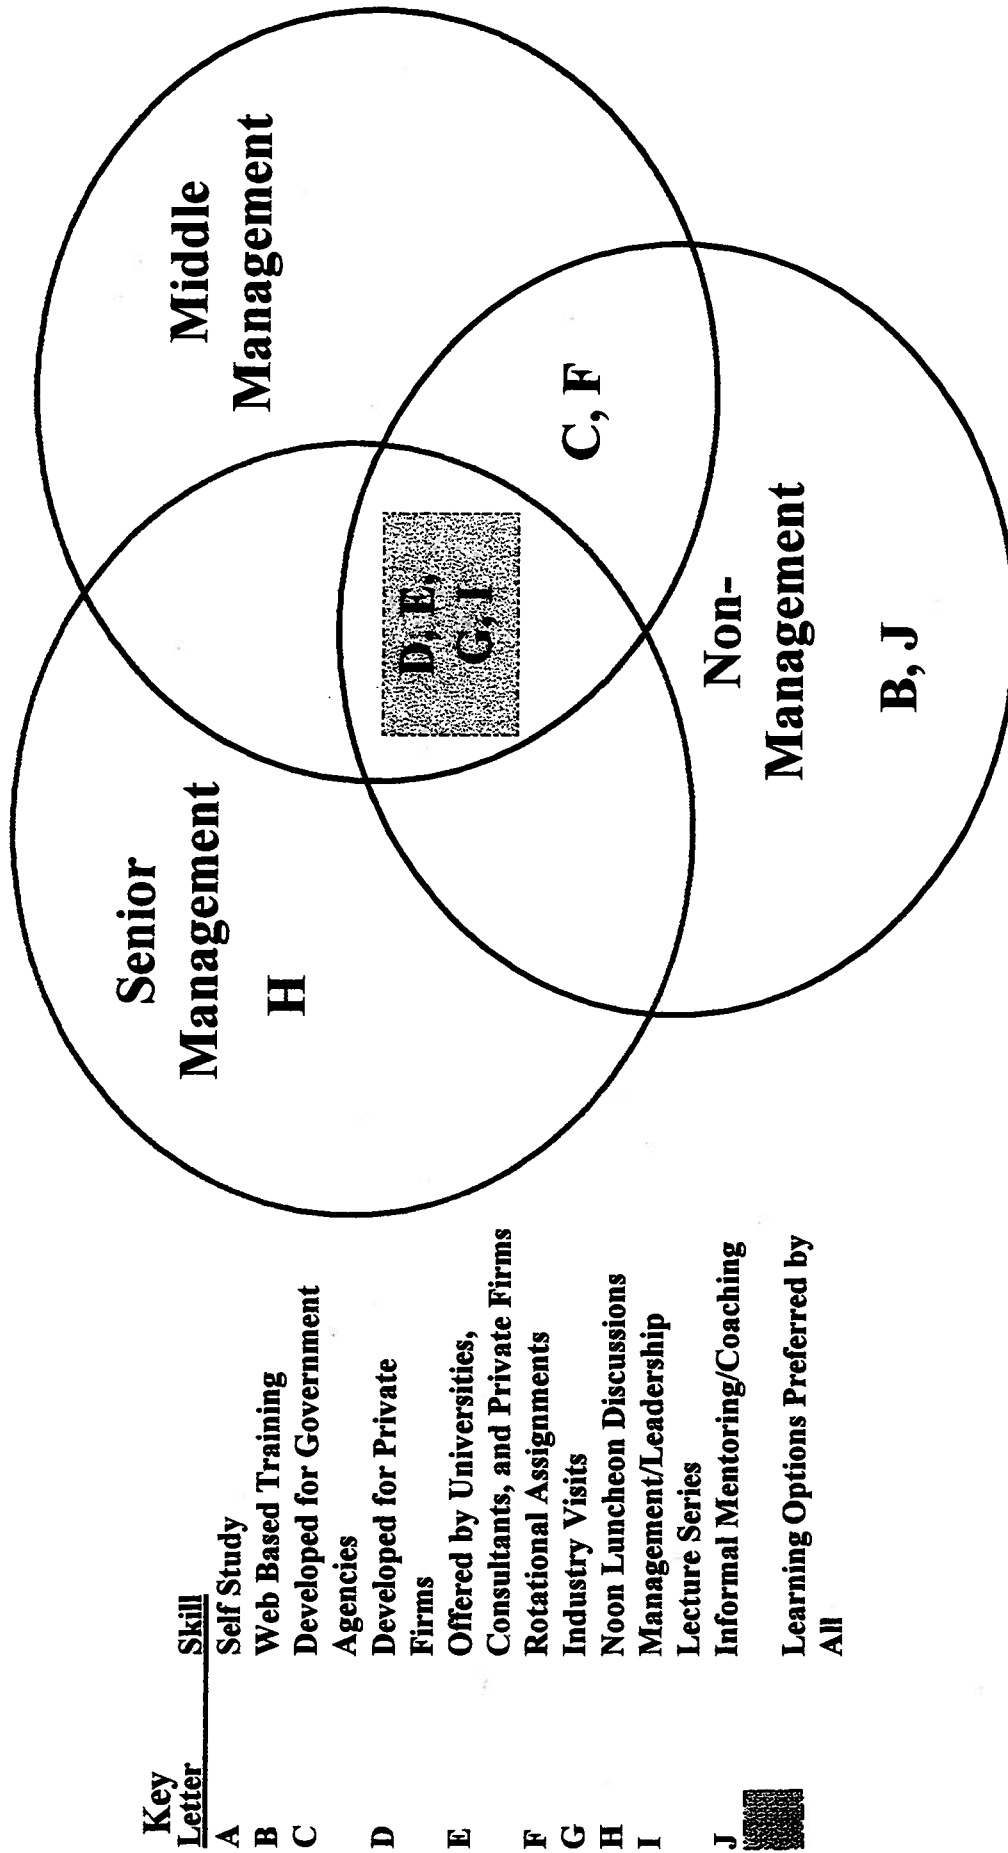 Key
Letter Skill
A Self Study
B Web Based Training
C Developed for Government
Agencies
D Developed for Private
Firms
E Offered by Universities,
Consultants, and Private Firms
F Rotational Assignments
G Industry Visits
H Noon Luncheon Discussions
I Management/Leadership
Lecture Series
J Informal Mentoring/Coaching
Learning Options Preferred by
All
Senior
Management
H
Middle
Management
D, E,
G, I
C, F
Non-
Management
B, J